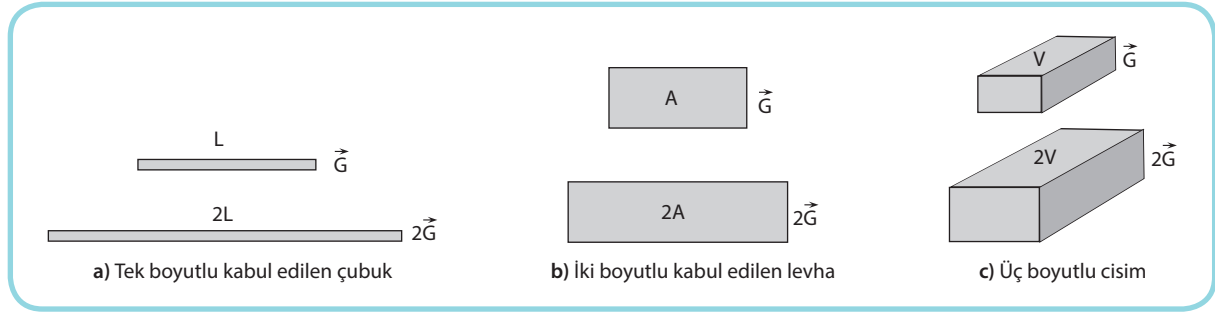 L
G
2L
2G
a) Tek boyutlu kabul edilen çubuk
A
G
2A
2G
b) İki boyutlu kabul edilen levha
V
G
2V
2G
c) Üç boyutlu cisim